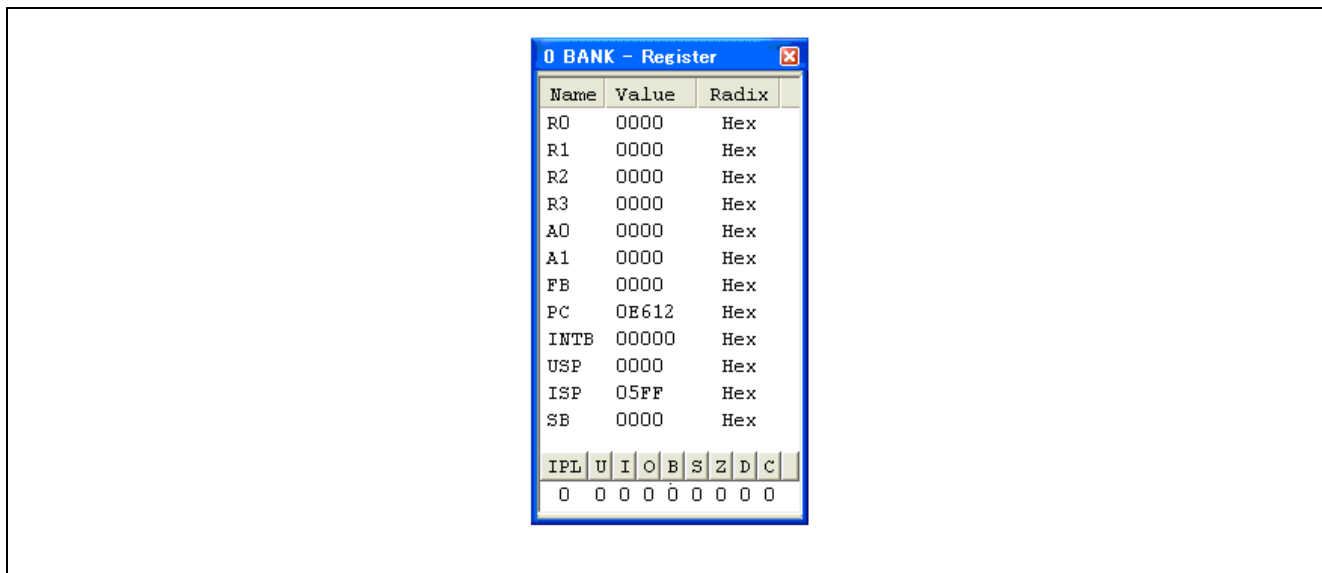 0 BANK - Register
Name Value Radix
R0 0000 Hex
R1 0000 Hex
R2 0000 Hex
R3 0000 Hex
A0 0000 Hex
A1 0000 Hex
FB 0000 Hex
PC 0E612 Hex
INTB 00000 Hex
USP 0000 Hex
ISP 05FF Hex
SB 0000 Hex
IPL U I O B S Z D C
0 0 0 0 0 0 0 0 0